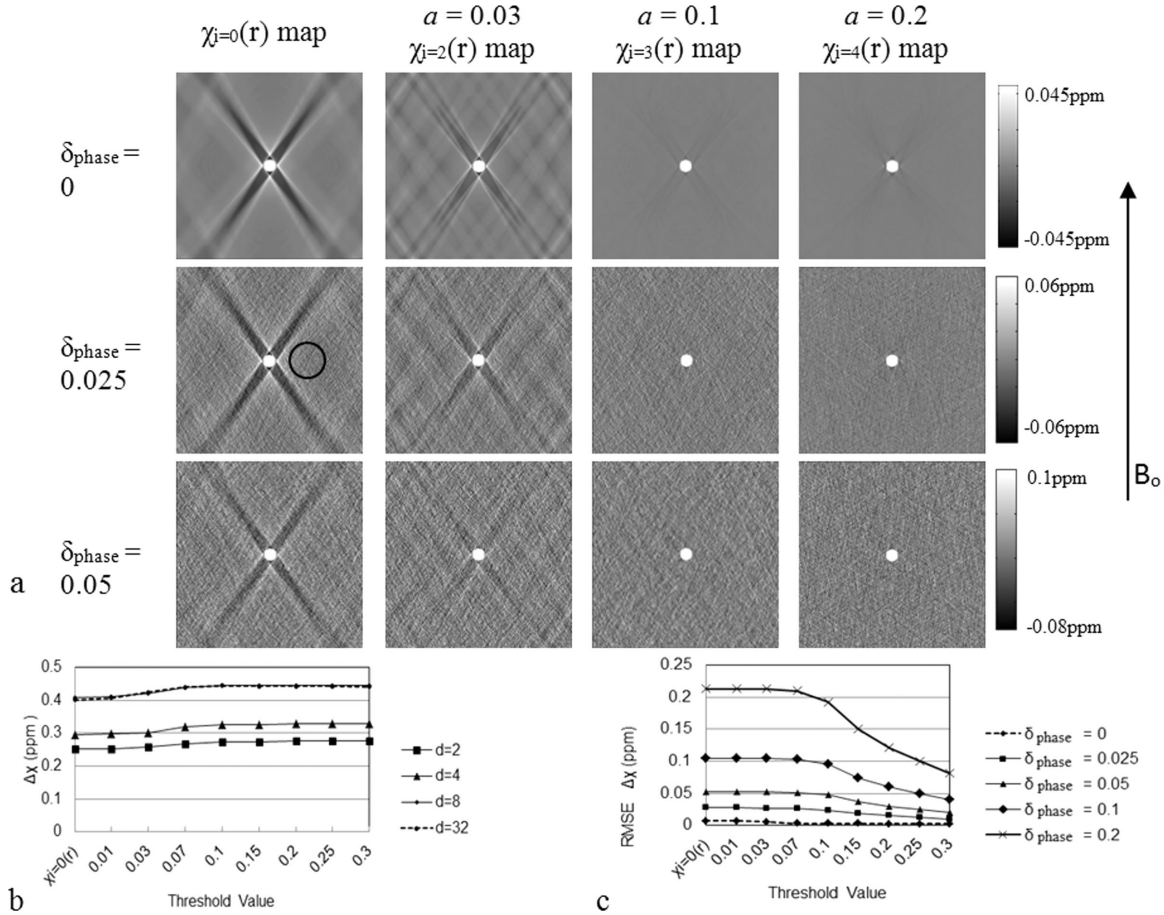 χi=0(r) map
a = 0.03
χi=2(r) map
a = 0.1
χi=3(r) map
a = 0.2
χi=4(r) map
δphase =
0
0.045ppm
-0.045ppm
δphase =
0.025
0.06ppm
-0.06ppm
Bo
δphase =
0.05
0.1ppm
-0.08ppm
a
0.5
0.4
0.3
0.2
0.1
0
Δχ (ppm )
χi=0(r)
0.01
0.03
0.07
0.1
0.15
0.2
0.25
0.3
Threshold Value
d=2
d=4
d=8
d=32
b
0.25
0.2
0.15
0.1
0.05
0
RMSE Δχ (ppm)
χi=0(r)
0.01
0.03
0.07
0.1
0.15
0.2
0.25
0.3
Threshold Value
δ phase = 0
δ phase = 0.025
δ phase = 0.05
δ phase = 0.1
δ phase = 0.2
c